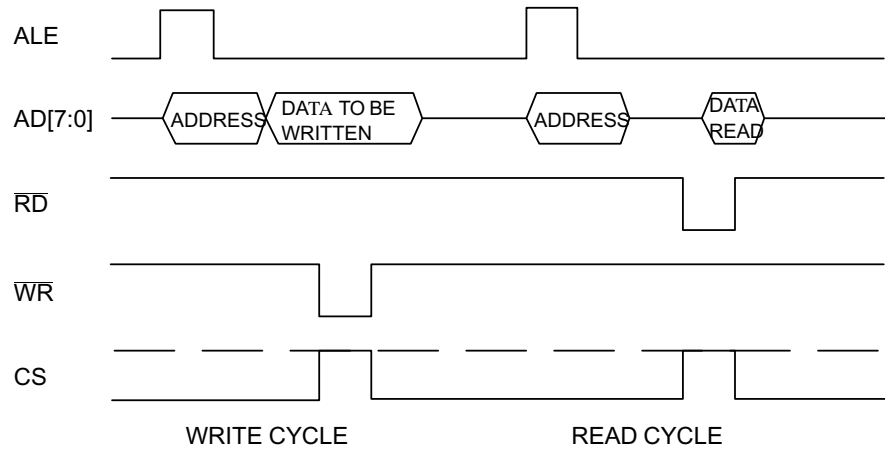 ALE
AD[7:0]
ADDRESS
DATA TO BE
WRITTEN
ADDRESS
DATA
READ
RD
WR
CS
WRITE CYCLE
READ CYCLE